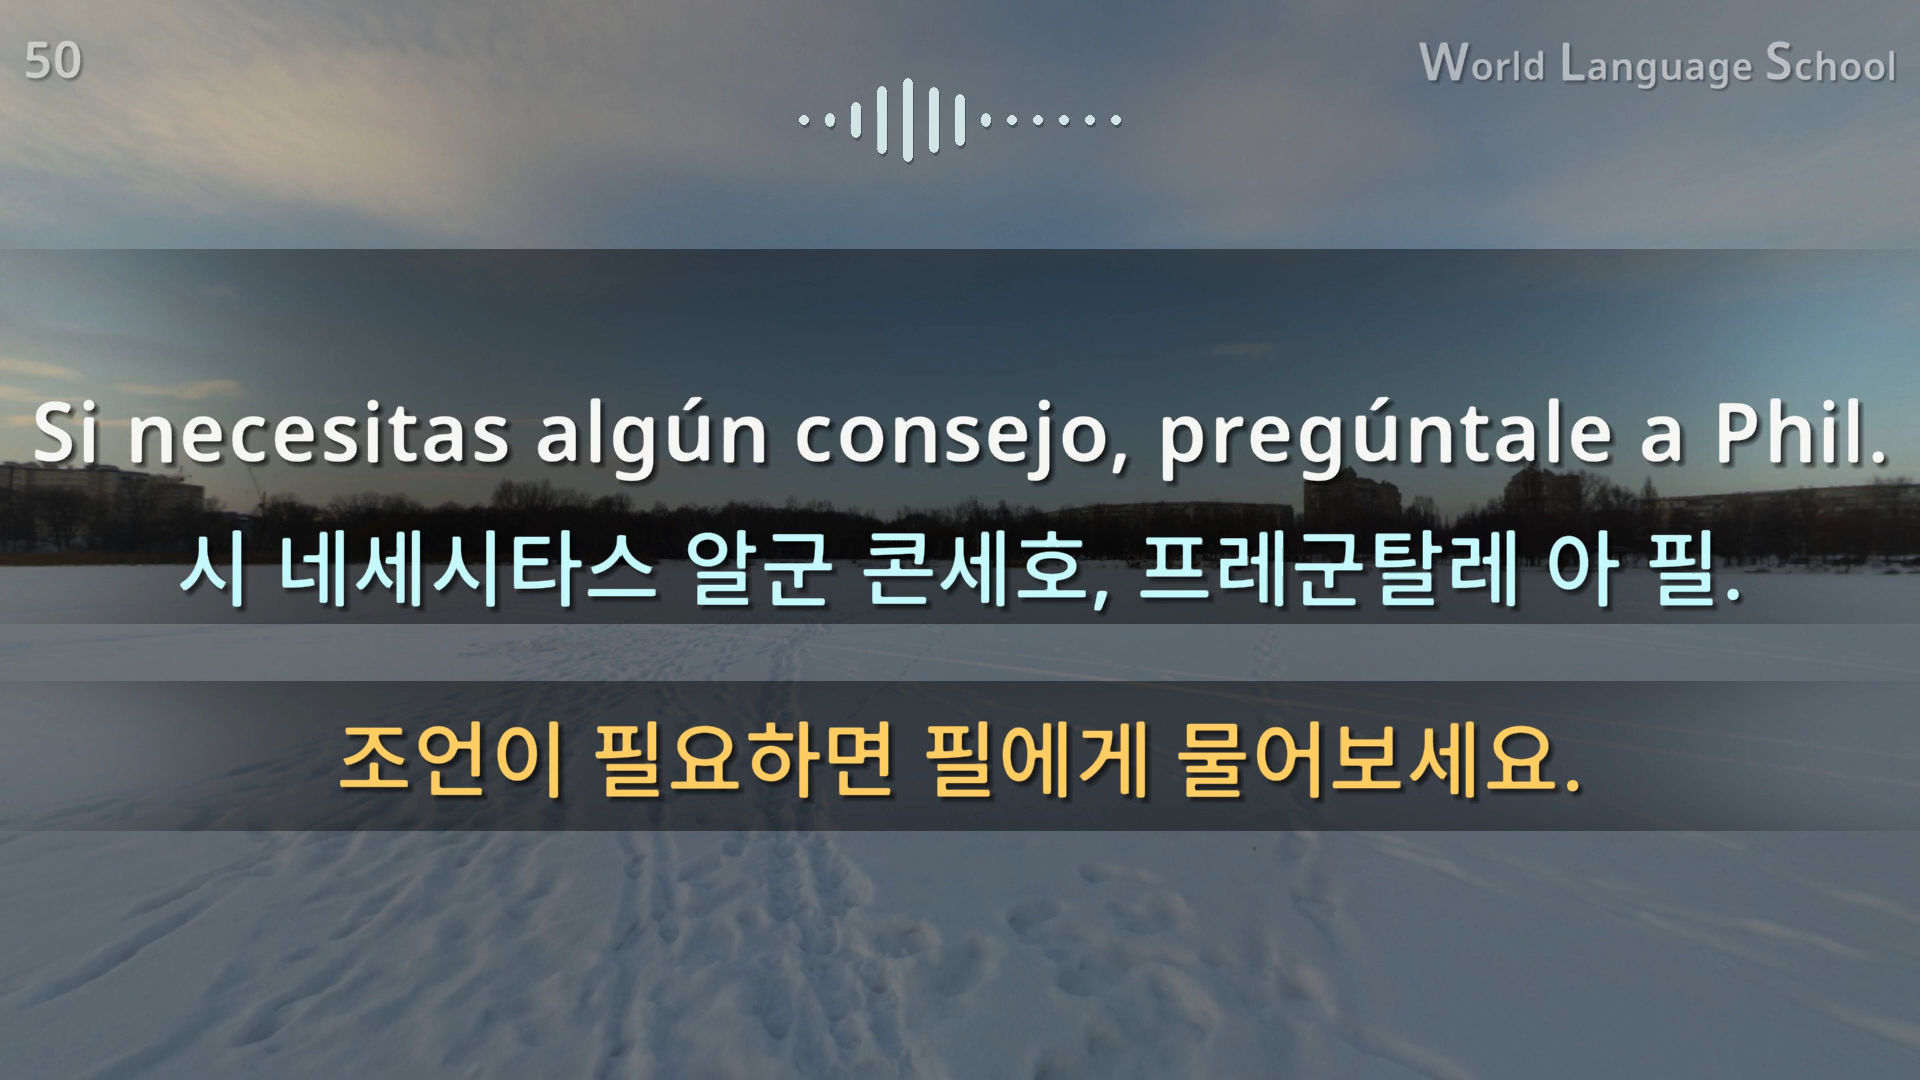 50
World Language School
Si necesitas algún consejo, pregúntale a Phil.
시 네세시타스 알군 콘세호, 프레군탈레 아 필.
조언이 필요하면 필에게 물어보세요.